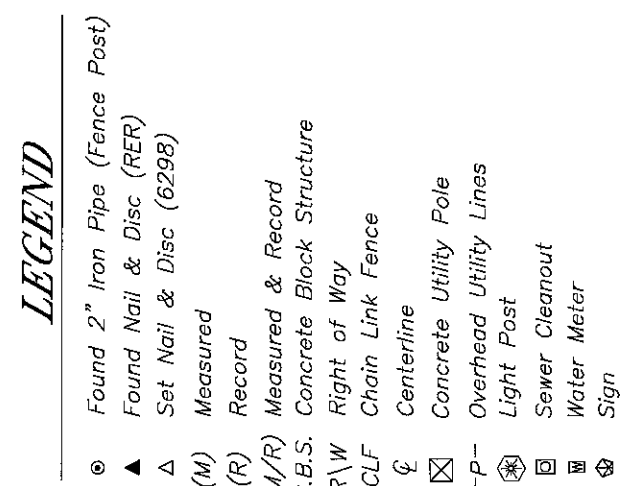 LEGEND
Found 2" Iron Pipe (Fence Post)
Found Nail & Disc (RER)
Set Nail & Disc (6298)
(M) Measured
(R) Record
M/R) Measured & Record
.B.S. Concrete Block Structure
R\W Right of Way
CLF Chain Link Fence
℄ Centerline
Concrete Utility Pole
-P- Overhead Utility Lines
Light Post
Sewer Cleanout
W Water Meter
Sign